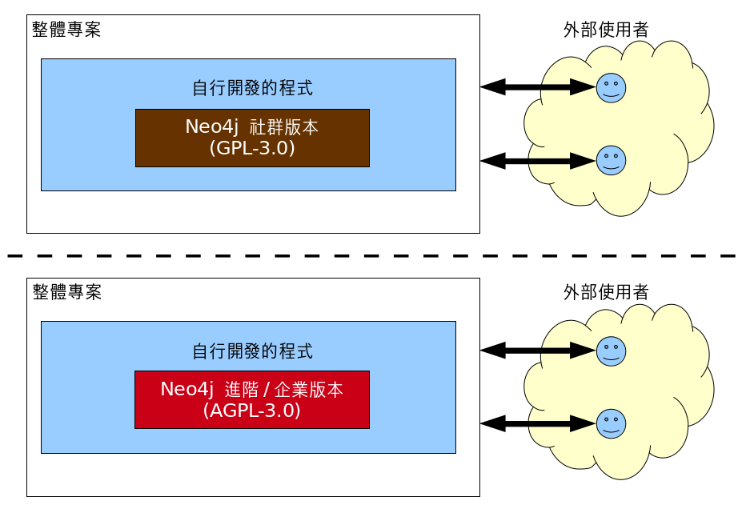 整體專案
外部使用者
自行開發的程式
Neo4j 社群版本
(GPL-3.0)
整體專案
外部使用者
自行開發的程式
Neo4j 進階 / 企業版本
(AGPL-3.0)